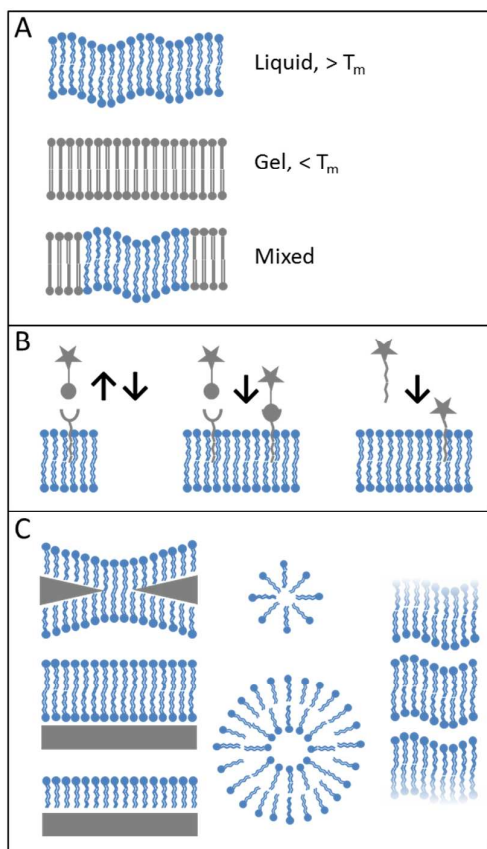 A
Liquid, > Tm
Gel, < Tm
Mixed
B
C